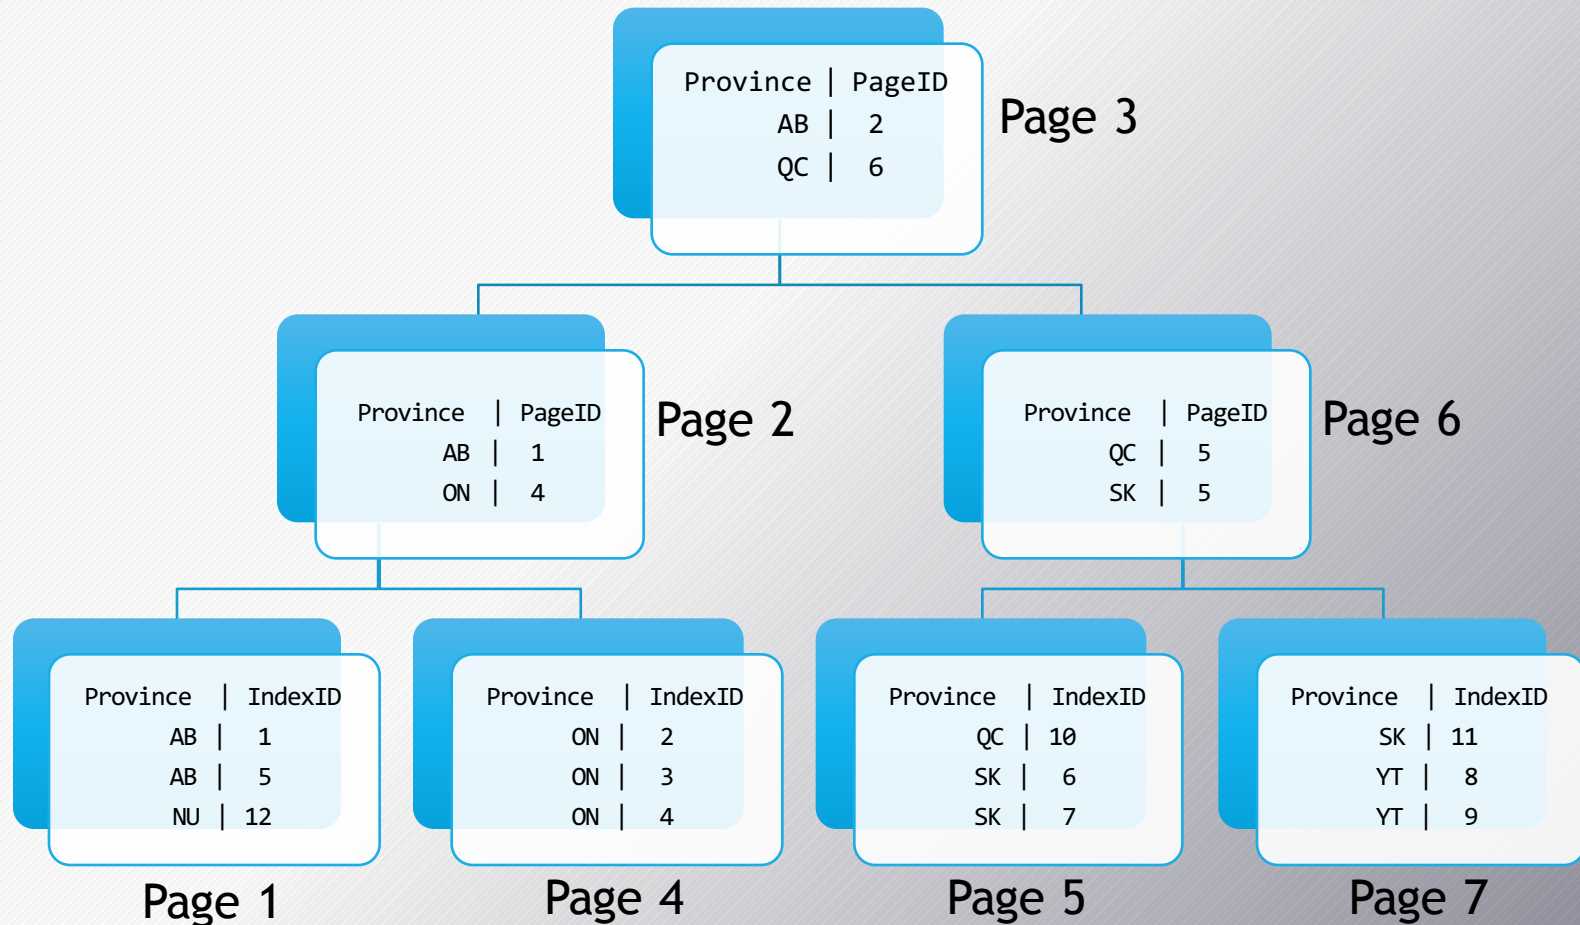 Province | PageID
AB | 2
QC | 6
Page 3
Province | PageID
AB | 1
ON | 4
Page 2
Province | PageID
QC | 5
SK | 5
Page 6
Province | IndexID
AB | 1
AB | 5
NU | 12
Page 1
Province | IndexID
ON | 2
ON | 3
ON | 4
Page 4
Province | IndexID
QC | 10
SK | 6
SK | 7
Page 5
Province | IndexID
SK | 11
YT | 8
YT | 9
Page 7